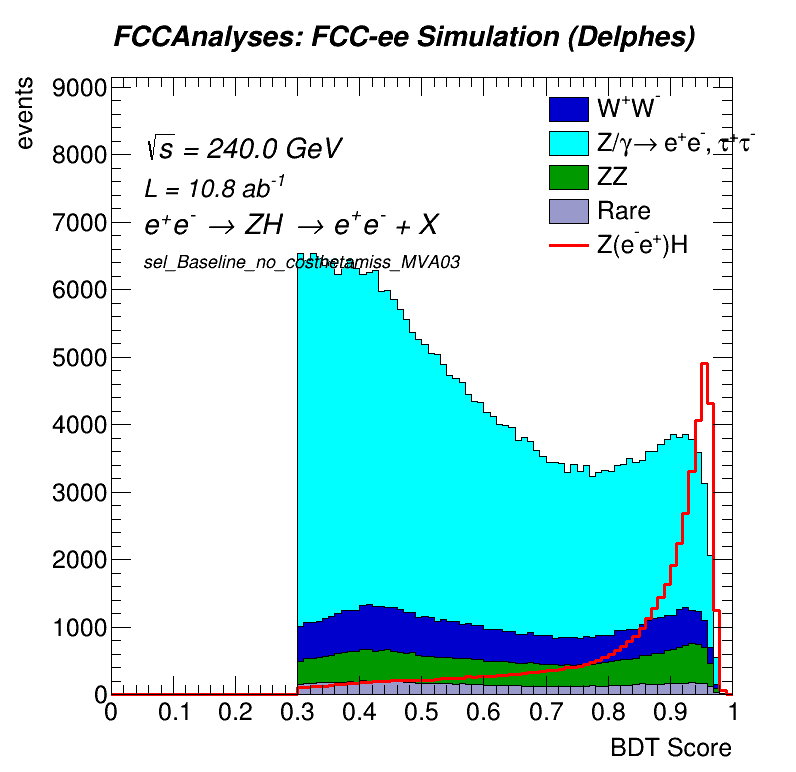 FCCAnalyses: FCC-ee Simulation (Delphes)
events
9000
8000
7000
6000
5000
4000
3000
2000
1000
0
√s = 240.0 GeV
L = 10.8 ab⁻¹
e⁺e⁻ → ZH → e⁺e⁻ + X
sel_Baseline_no_costhetamiss_MVA03
W⁺W⁻
Z/γ→ e⁺e⁻, τ⁺τ⁻
ZZ
Rare
Z(e⁻e⁺)H
0 0.1 0.2 0.3 0.4 0.5 0.6 0.7 0.8 0.9 1
BDT Score